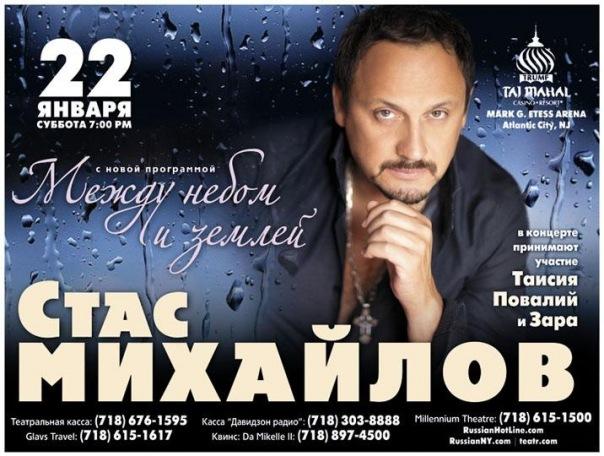 22
ЯНВАРЯ
СУББОТА 7:00 PM
TRUMP
TAJ MAHAL
CASINO • RESORT
MARK G. ETESS ARENA
Atlantic City, NJ
с новой программой
Между небом
и землей
в концерте
принимают
участие
Таисия
Повалий
и Зара
Стас
МИХАЙЛОВ
Театральная касса: (718) 676-1595
Касса "Давидзон радио": (718) 303-8888
Millennium Theatre: (718) 615-1500
Glavs Travel: (718) 615-1617
Квинс: Da Mikelle II: (718) 897-4500
RussianHotLine.com
RussianNY.com | teatr.com